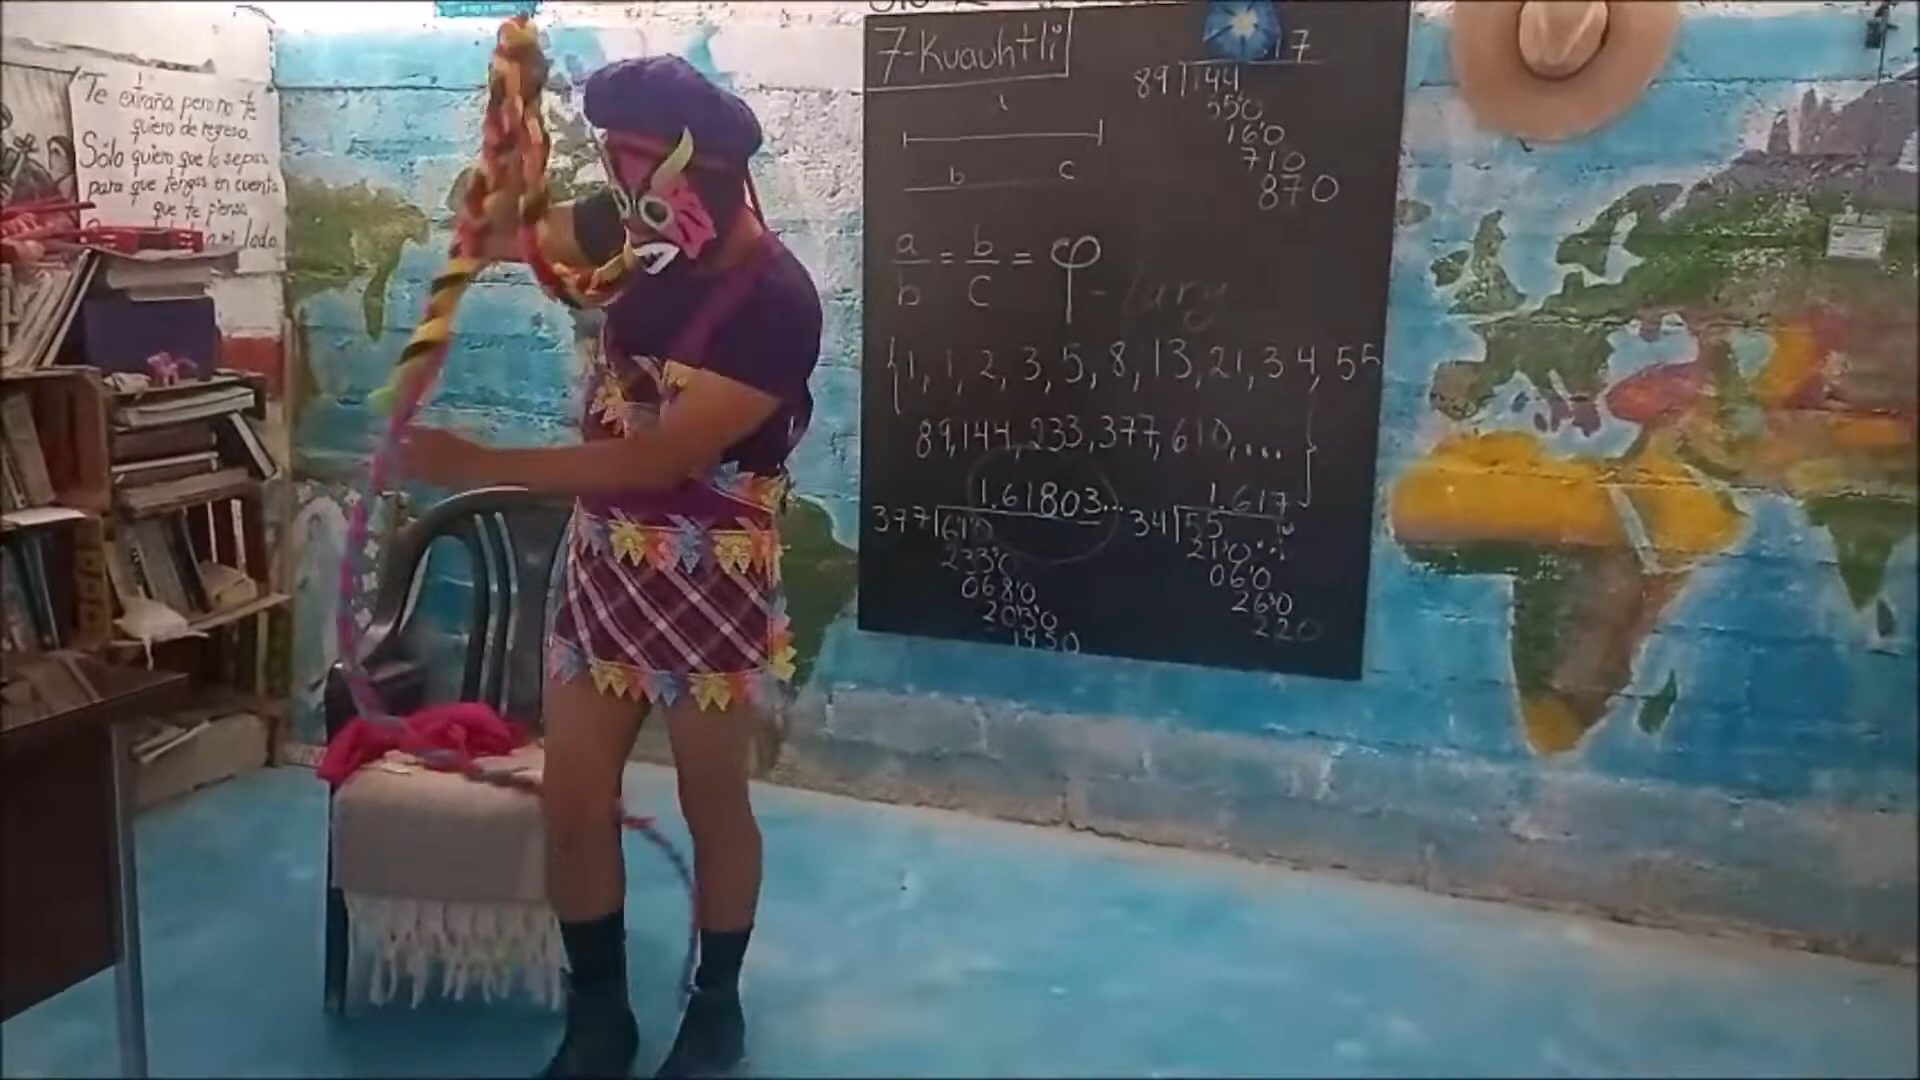 Te extraña, pero no te
quiero de regreso.
Sólo quiero que lo sepas
para que tengas en cuenta
que te piensa
a mi lado
7-Kuauhtli
17
89 144
550
160
710
870
b c
a/b = b/c = φ
{1, 1, 2, 3, 5, 8, 13, 21, 34, 55
89, 144, 233, 377, 610, ... }
1.61803...
377 610
2330
0680
2030
1450
1.617
34 55
210
060
260
220